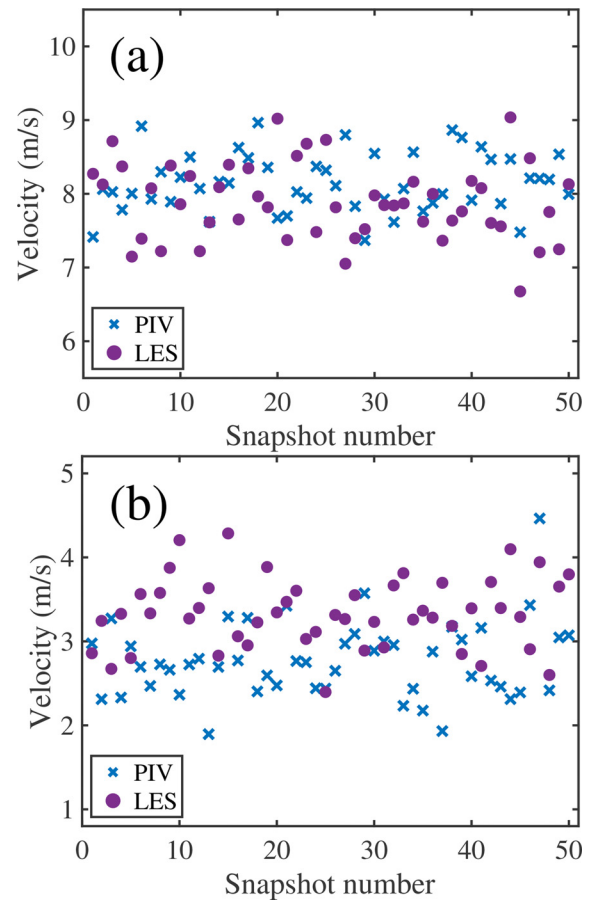 (a)
10
9
8
7
6
Velocity (m/s)
PIV
LES
0 10 20 30 40 50
Snapshot number
(b)
5
4
3
2
1
Velocity (m/s)
PIV
LES
0 10 20 30 40 50
Snapshot number